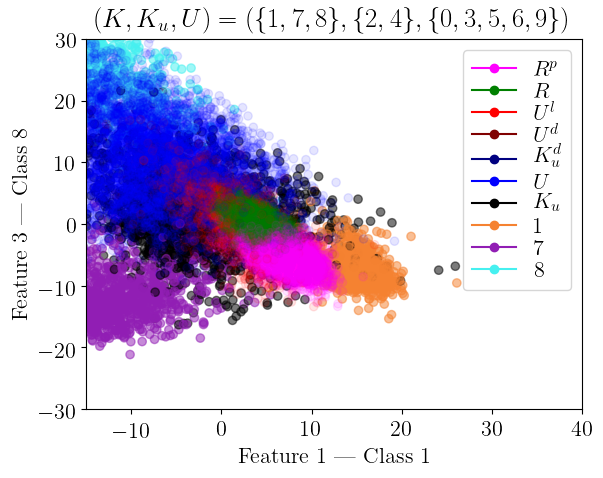 (K, K_u, U) = ({1, 7, 8}, {2, 4}, {0, 3, 5, 6, 9})
30
20
10
0
−10
−20
−30
Feature 3 — Class 8
R^p
R
U^l
U^d
K_u^d
U
K_u
1
7
8
−10
0
10
20
30
40
Feature 1 — Class 1